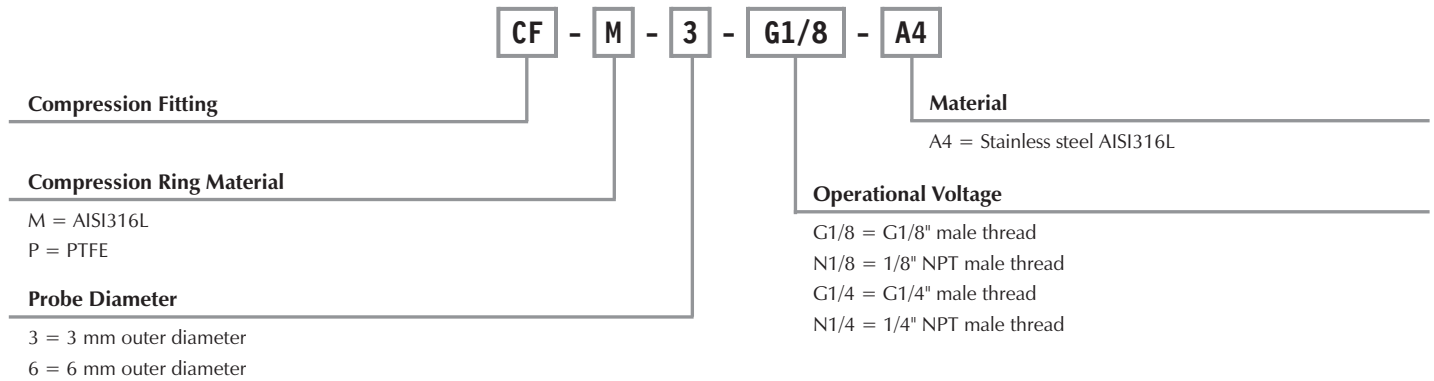 CF - M - 3 - G1/8 - A4
Compression Fitting
Compression Ring Material
M = AISI316L
P = PTFE
Probe Diameter
3 = 3 mm outer diameter
6 = 6 mm outer diameter
Material
A4 = Stainless steel AISI316L
Operational Voltage
G1/8 = G1/8" male thread
N1/8 = 1/8" NPT male thread
G1/4 = G1/4" male thread
N1/4 = 1/4" NPT male thread